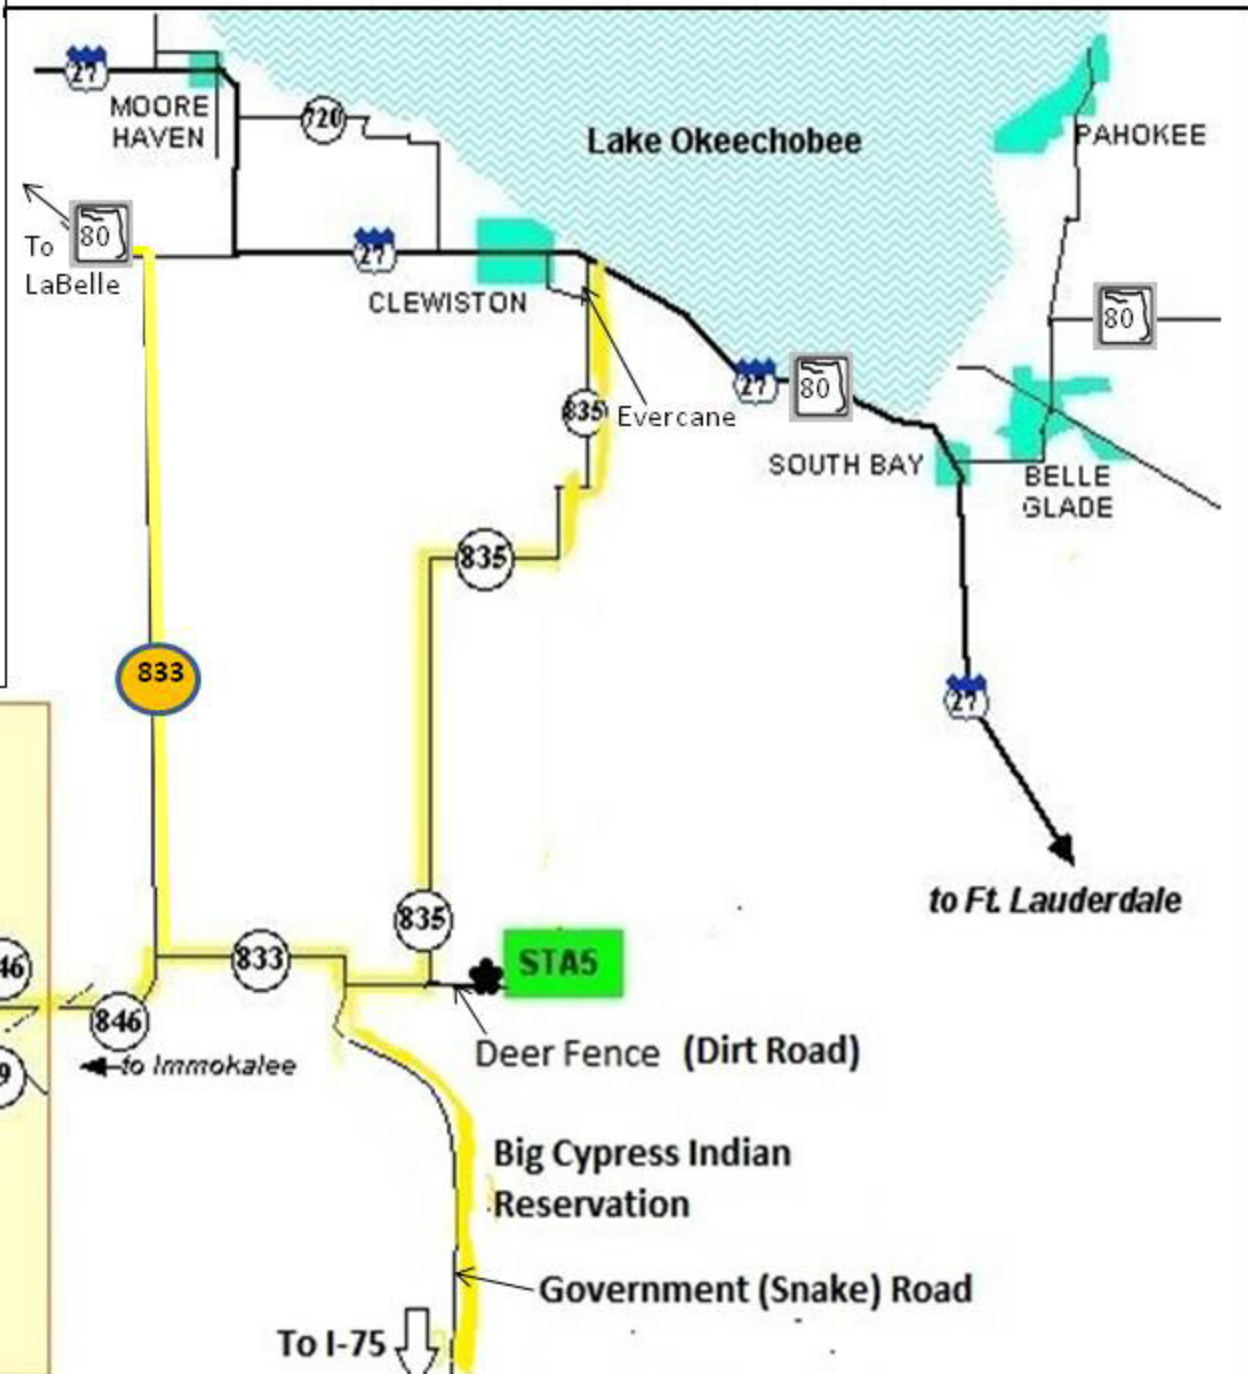 27
MOORE
HAVEN
720
Lake Okeechobee
PAHOKEE
80
To
LaBelle
27
CLEWISTON
80
27
80
835
Evercane
SOUTH BAY
BELLE
GLADE
835
833
27
to Ft. Lauderdale
835
833
STA5
46
846
to Immokalee
Deer Fence (Dirt Road)
9
Big Cypress Indian
Reservation
Government (Snake) Road
To I-75